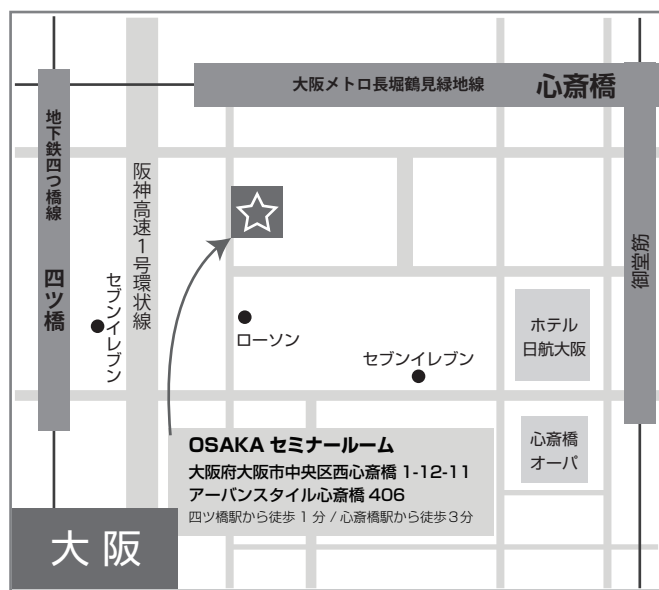 大阪メトロ長堀鶴見緑地線
心斎橋
地下鉄四つ橋線
四ツ橋
阪神高速1号環状線
セブンイレブン
御堂筋
ローソン
セブンイレブン
ホテル
日航大阪
心斎橋
オーパ
OSAKA セミナールーム
大阪府大阪市中央区西心斎橋 1-12-11
アーバンスタイル心斎橋 406
四ツ橋駅から徒歩 1 分 / 心斎橋駅から徒歩3分
大阪